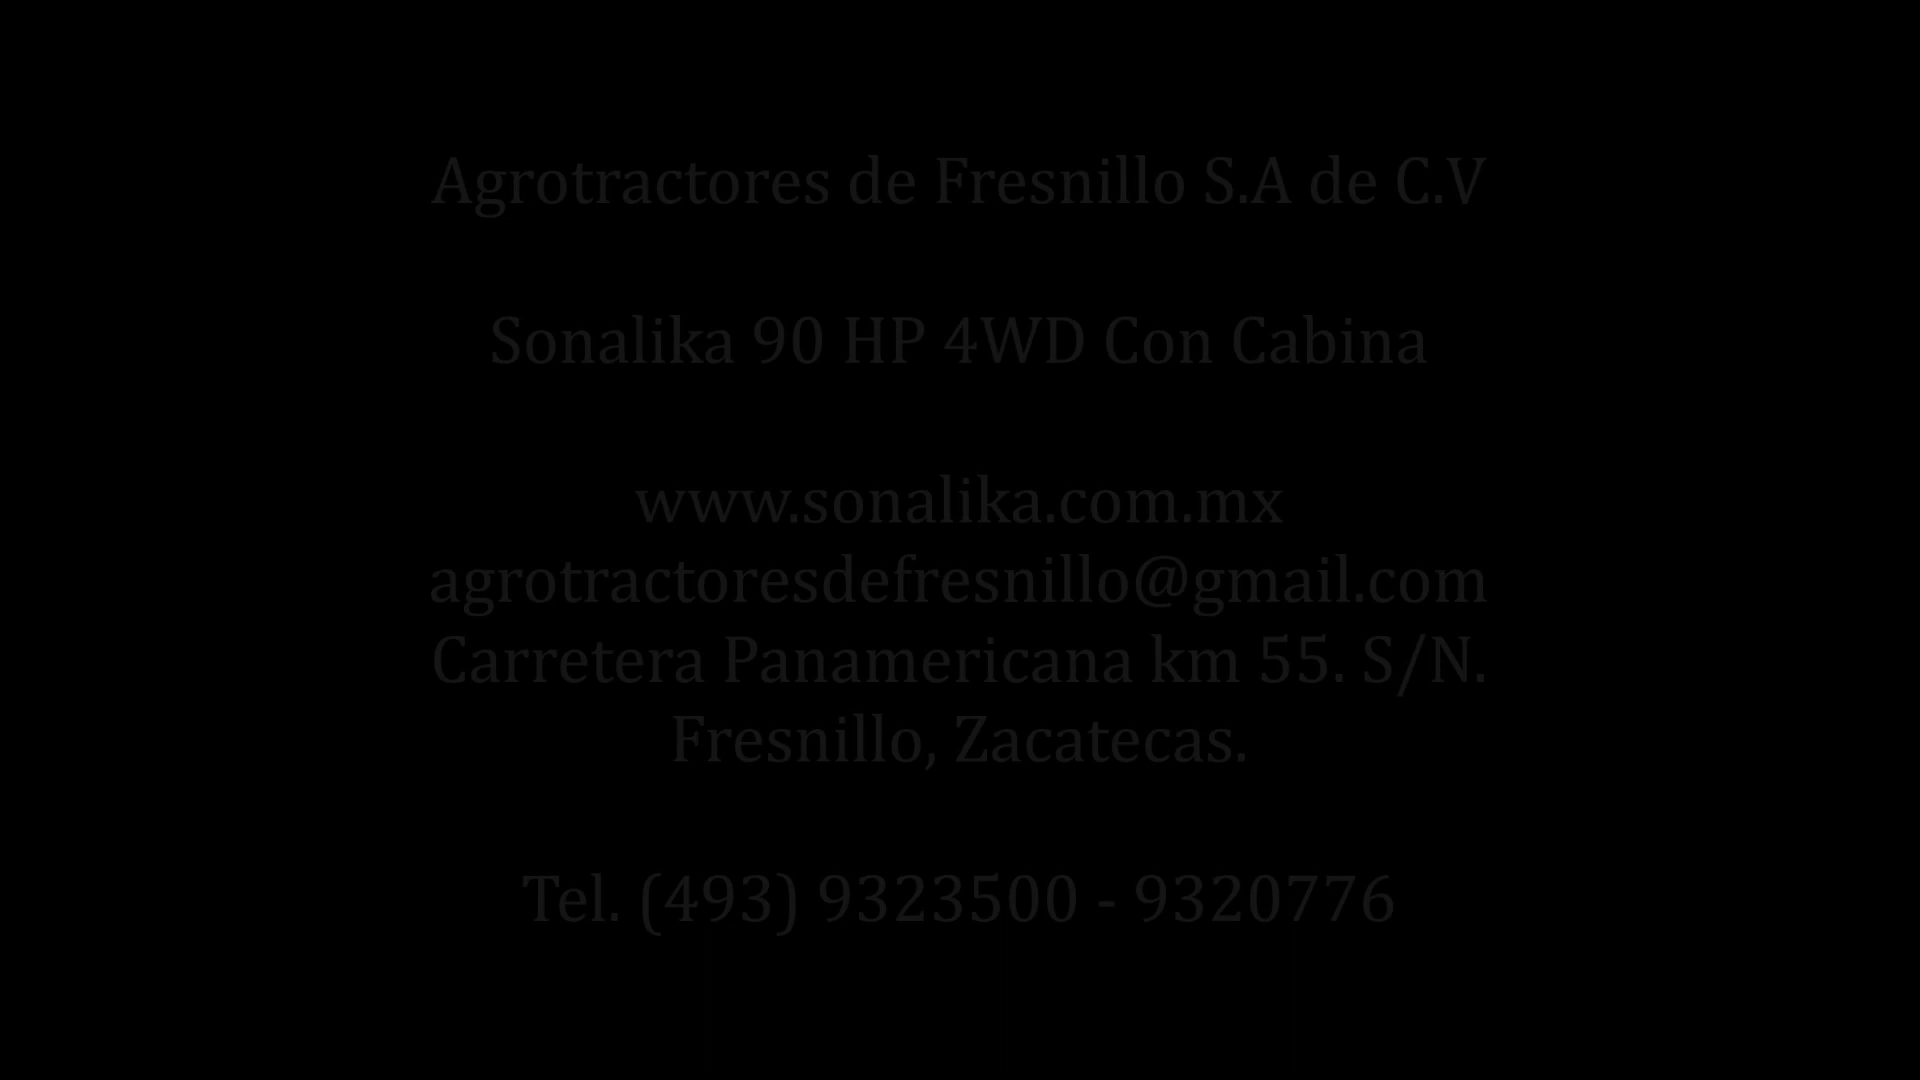 Agrotractores de Fresnillo S.A de C.V
Sonalika 90 HP 4WD Con Cabina
www.sonalika.com.mx
agrotractoresdefresnillo@gmail.com
Carretera Panamericana km 55. S/N.
Fresnillo, Zacatecas.
Tel. (493) 9323500 - 9320776